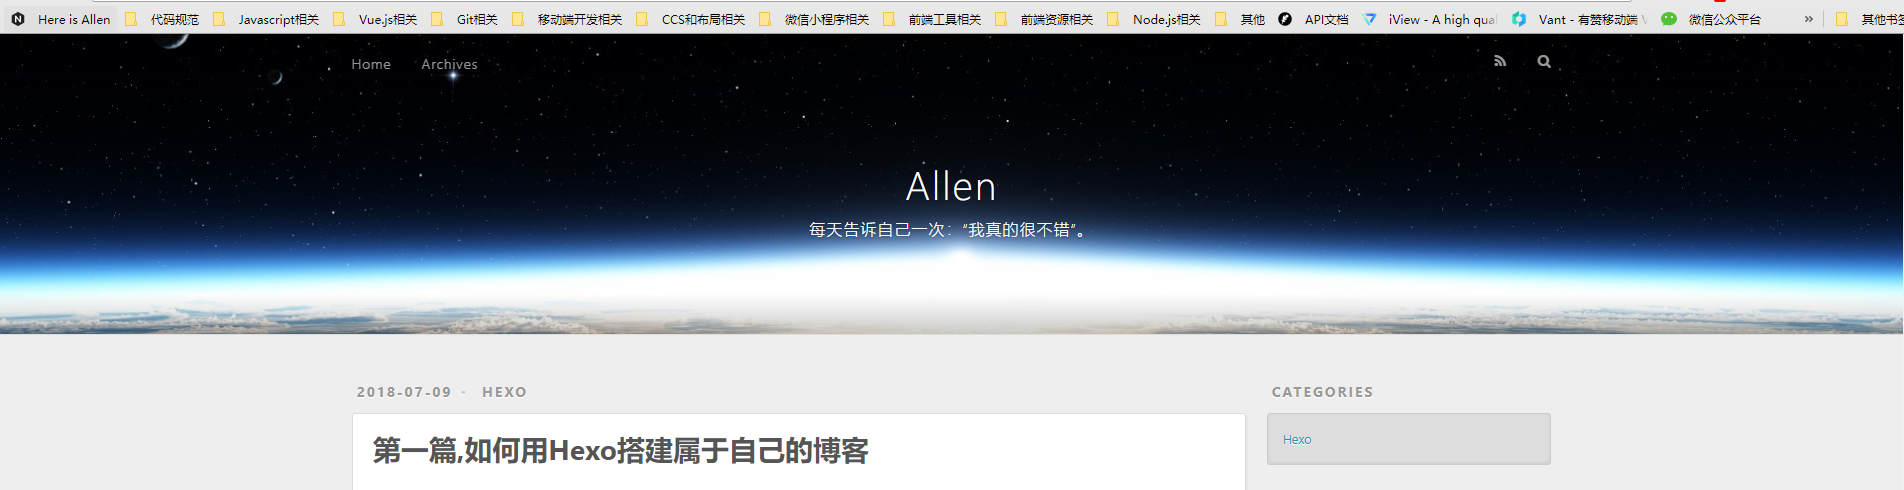 Here is Allen 代码规范 Javascript相关 Vue.js相关 Git相关 移动端开发相关 CCS和布局相关 微信小程序相关 前端工具相关 前端资源相关 Node.js相关 其他 API文档 iView - A high qual Vant - 有赞移动端 V 微信公众平台 » 其他书签
Home Archives
Allen
每天告诉自己一次：“我真的很不错”。
2018-07-09 · HEXO
CATEGORIES
第一篇,如何用Hexo搭建属于自己的博客
Hexo